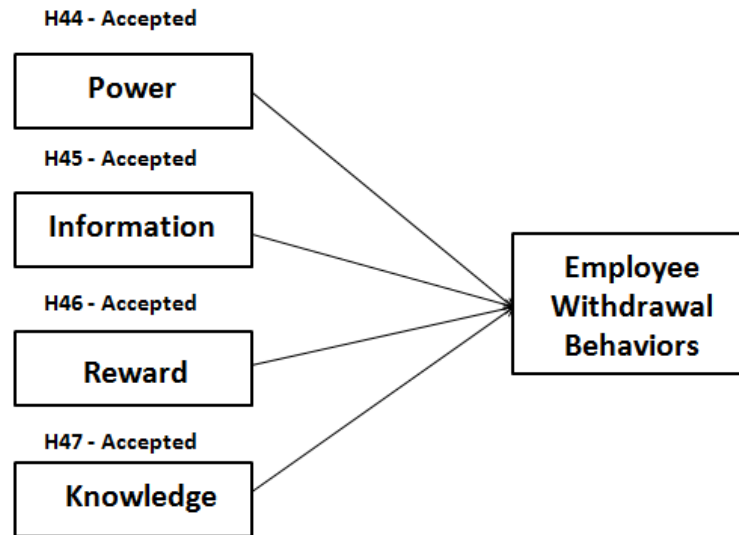 H44 - Accepted
Power
H45 - Accepted
Information
H46 - Accepted
Reward
H47 - Accepted
Knowledge
Employee
Withdrawal
Behaviors